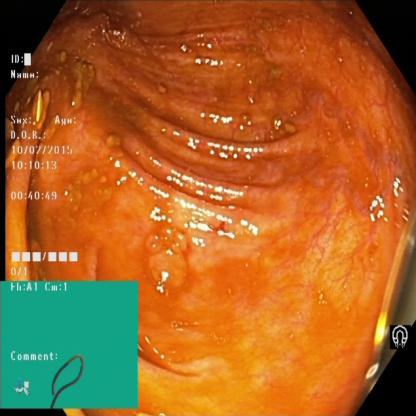 ID:
Name:
Sex: Age:
D.O.B.:
10/02/2015
10:10:13
00:40:49
0/1
Eh:A1 Cm:1
Comment: